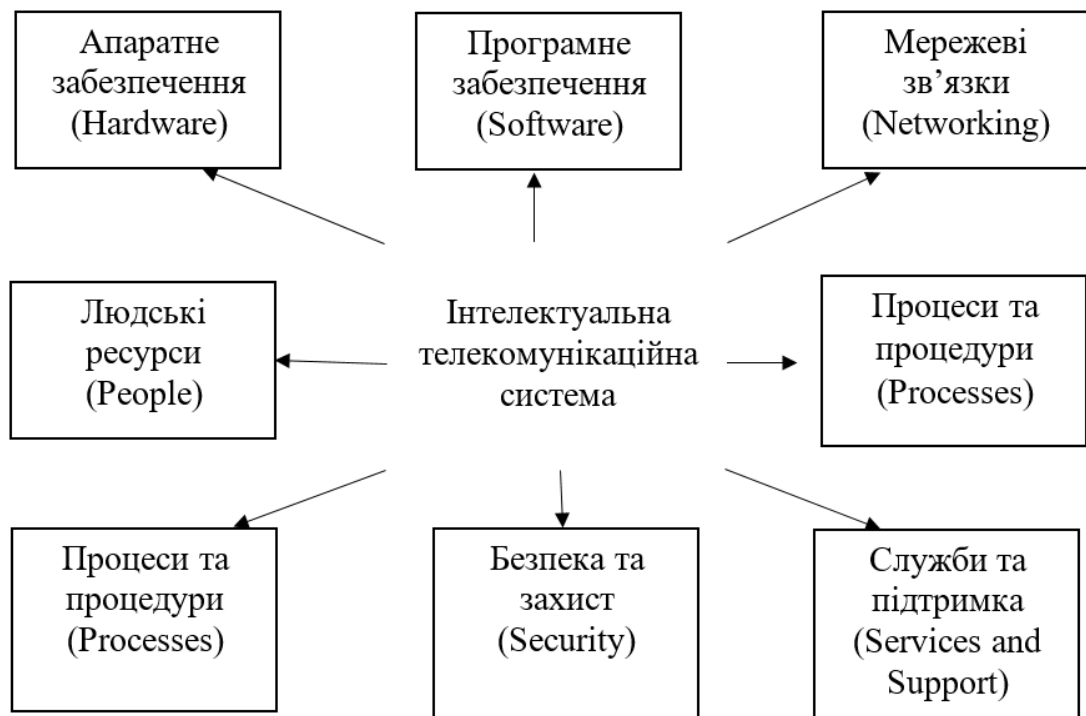 Апаратне
забезпечення
(Hardware)
Програмне
забезпечення
(Software)
Мережеві
зв’язки
(Networking)
Людські
ресурси
(People)
Інтелектуальна
телекомунікаційна
система
Процеси та
процедури
(Processes)
Процеси та
процедури
(Processes)
Безпека та
захист
(Security)
Служби та
підтримка
(Services and
Support)